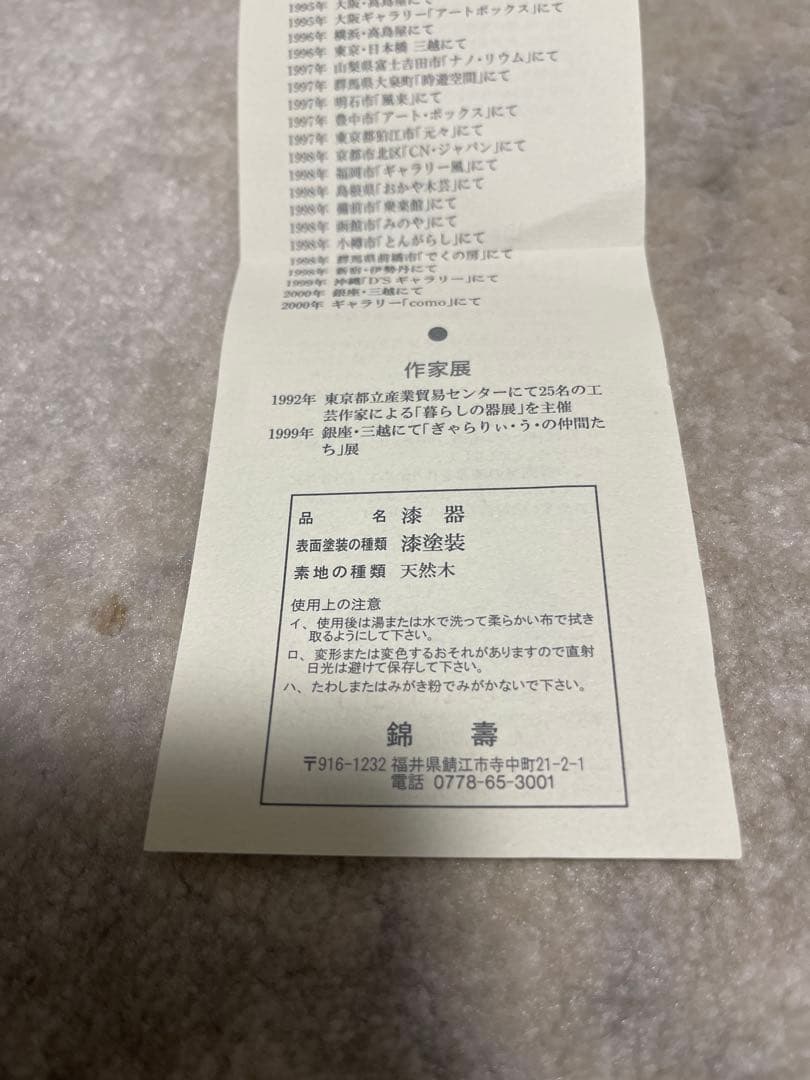 1995年 大阪・高島屋にて
1995年 大阪ギャラリー「アートボックス」にて
1996年 横浜・高島屋にて
1996年 東京・日本橋 三越にて
1997年 山梨県富士吉田市「ナノ・リウム」にて
1997年 群馬県大泉町「時遊空間」にて
1997年 明石市「風来」にて
1997年 豊中市「アート・ボックス」にて
1997年 東京都狛江市「元々」にて
1998年 京都市北区「CN・ジャパン」にて
1998年 福岡市「ギャラリー風」にて
1998年 島根県「おかや木芸」にて
1998年 備前市「衆楽館」にて
1998年 函館市「みのや」にて
1998年 小樽市「とんがらし」にて
1998年 群馬県前橋市「でくの房」にて
1998年 新宿・伊勢丹にて
1999年 沖縄「D'Sギャラリー」にて
2000年 銀座・三越にて
2000年 ギャラリー「como」にて
●
作家展
1992年 東京都立産業貿易センターにて25名の工
芸作家による「暮らしの器展」を主催
1999年 銀座・三越にて「ぎゃらりぃ・う・の仲間た
ち」展
品 名 漆 器
表面塗装の種類 漆塗装
素地の種類 天然木
使用上の注意
イ、使用後は湯または水で洗って柔らかい布で拭き
取るようにして下さい。
ロ、変形または変色するおそれがありますので直射
日光は避けて保存して下さい。
ハ、たわしまたはみがき粉でみがかないで下さい。
錦 壽
〒916-1232 福井県鯖江市寺中町21-2-1
電話 0778-65-3001